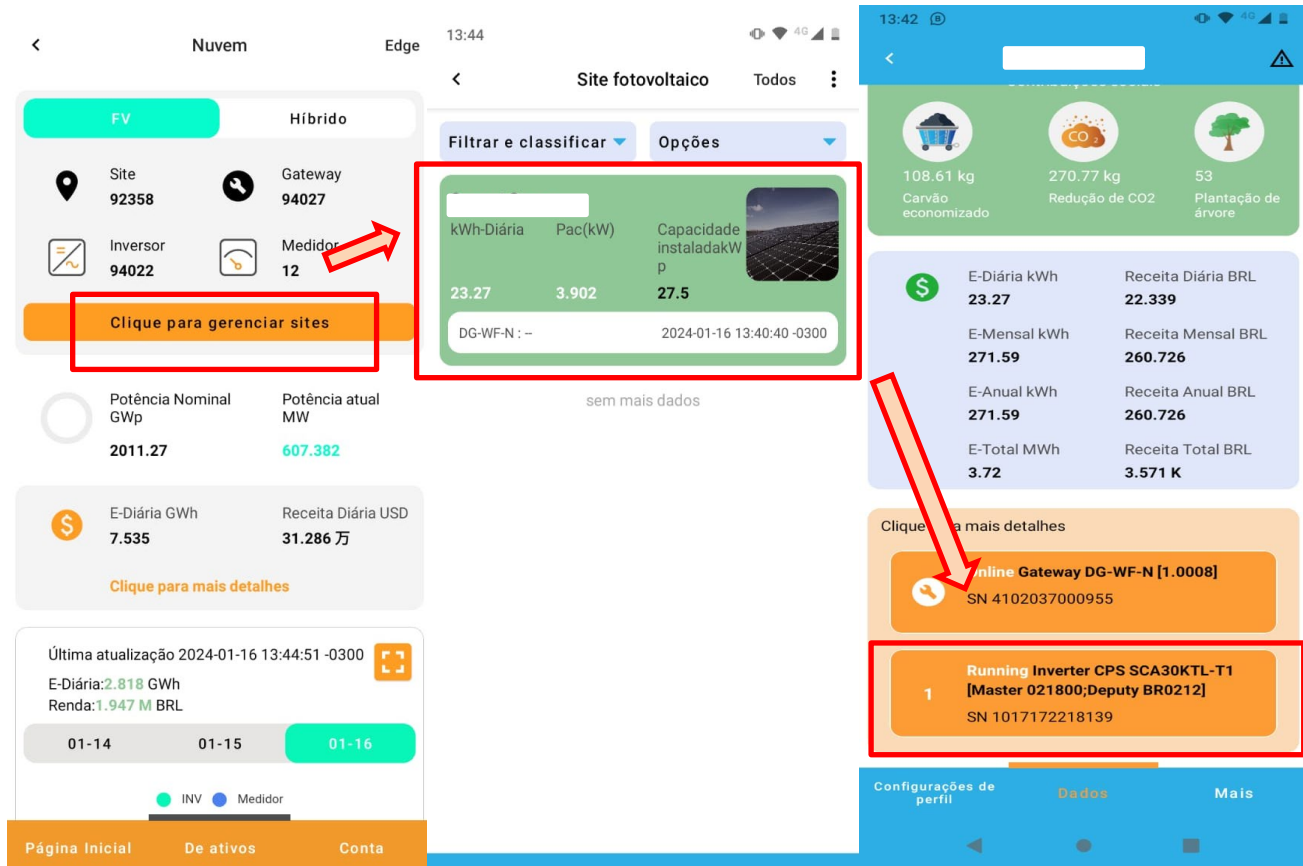 Nuvem
Edge
FV
Híbrido
Site
92358
Gateway
94027
Inversor
94022
Medidor
12
Clique para gerenciar sites
Potência Nominal
GWp
2011.27
Potência atual
MW
607.382
E-Diária GWh
7.535
Receita Diária USD
31.286 万
Clique para mais detalhes
Última atualização 2024-01-16 13:44:51 -0300
E-Diária:2.818 GWh
Renda:1.947 M BRL
01-14
01-15
01-16
INV
Medidor
Página Inicial
De ativos
Conta
13:44
4G
Site fotovoltaico
Todos
Filtrar e classificar
Opções
kWh-Diária
Pac(kW)
Capacidade
instaladakW
p
23.27
3.902
27.5
DG-WF-N : --
2024-01-16 13:40:40 -0300
sem mais dados
13:42
4G
CO2
108.61 kg
Carvão
economizado
270.77 kg
Redução de CO2
53
Plantação de
árvore
E-Diária kWh
23.27
Receita Diária BRL
22.339
E-Mensal kWh
271.59
Receita Mensal BRL
260.726
E-Anual kWh
271.59
Receita Anual BRL
260.726
E-Total MWh
3.72
Receita Total BRL
3.571 K
Clique a mais detalhes
nline Gateway DG-WF-N [1.0008]
SN 4102037000955
1
Running Inverter CPS SCA30KTL-T1
[Master 021800;Deputy BR0212]
SN 1017172218139
Configurações de
perfil
Dados
Mais